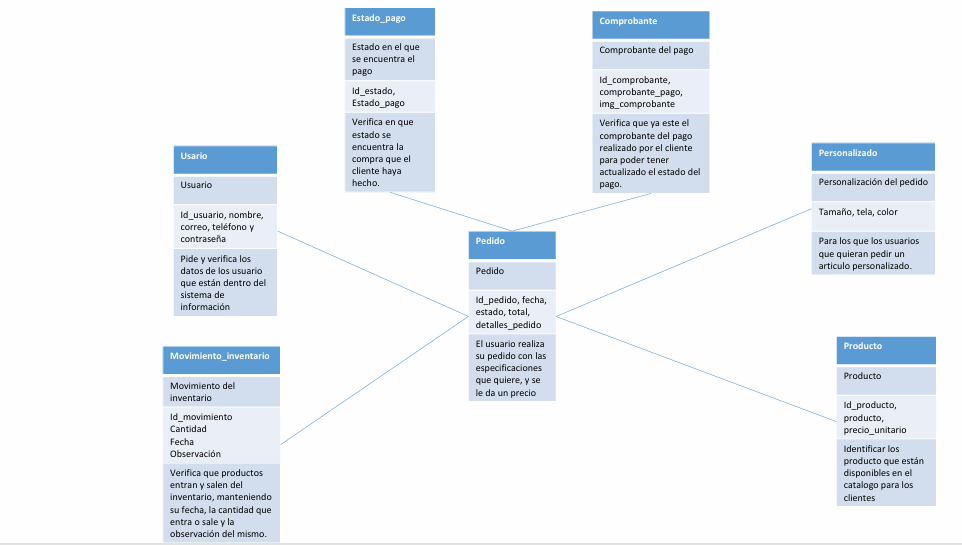 Estado_pago
Estado en el que
se encuentra el
pago
Id_estado,
Estado_pago
Verifica en que
estado se
encuentra la
compra que el
cliente haya
hecho.
Comprobante
Comprobante del pago
Id_comprobante,
comprobante_pago,
img_comprobante
Verifica que ya este el
comprobante del pago
realizado por el cliente
para poder tener
actualizado el estado del
pago.
Usario
Usuario
Id_usuario, nombre,
correo, teléfono y
contraseña
Pide y verifica los
datos de los usuario
que están dentro del
sistema de
información
Personalizado
Personalización del pedido
Tamaño, tela, color
Para los que los usuarios
que quieran pedir un
articulo personalizado.
Pedido
Pedido
Id_pedido, fecha,
estado, total,
detalles_pedido
El usuario realiza
su pedido con las
especificaciones
que quiere, y se
le da un precio
Movimiento_inventario
Movimiento del
inventario
Id_movimiento
Cantidad
Fecha
Observación
Verifica que productos
entran y salen del
inventario, manteniendo
su fecha, la cantidad que
entra o sale y la
observación del mismo.
Producto
Producto
Id_producto,
producto,
precio_unitario
Identificar los
producto que están
disponibles en el
catalogo para los
clientes